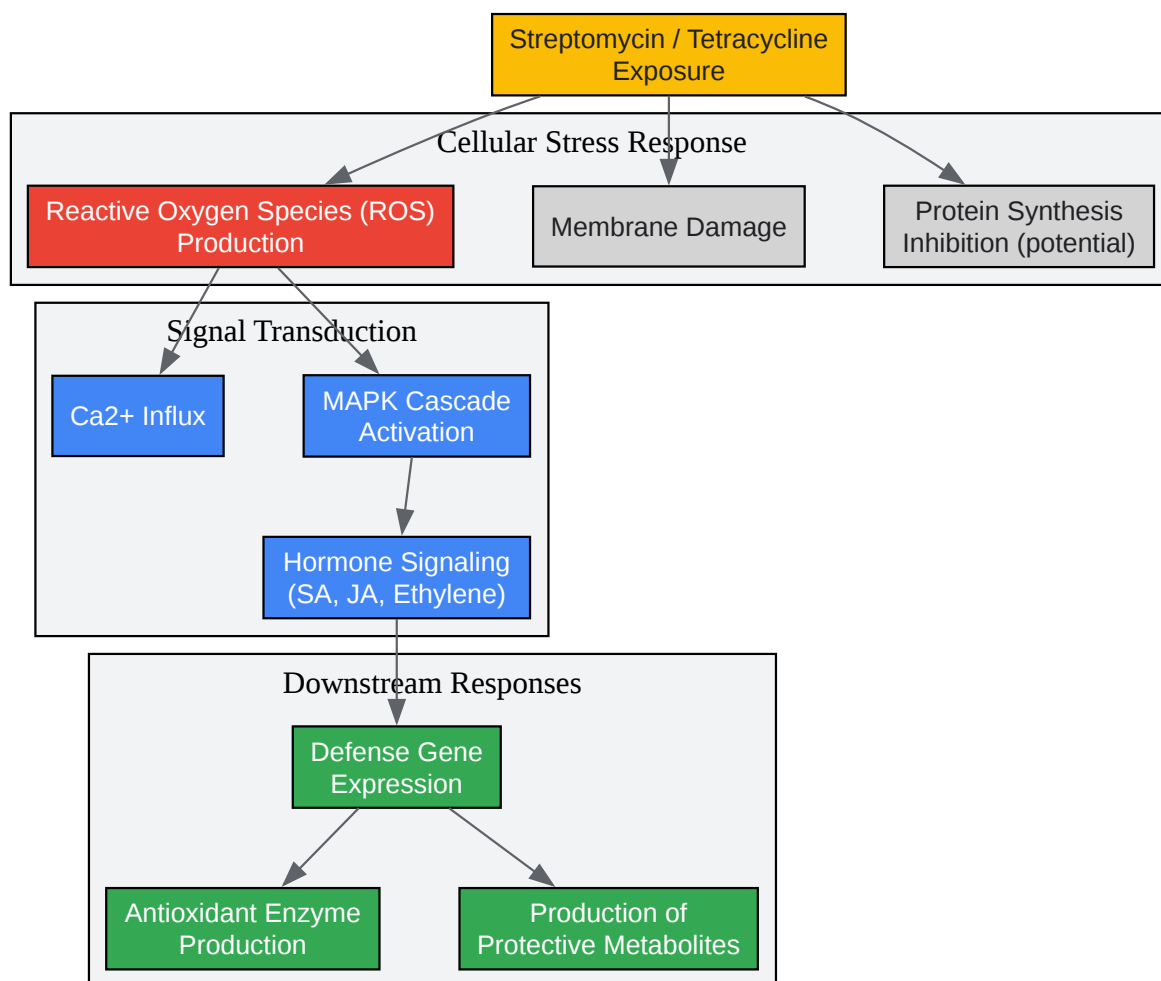 Streptomycin / Tetracycline
Exposure
Cellular Stress Response
Reactive Oxygen Species (ROS)
Production
Membrane Damage
Protein Synthesis
Inhibition (potential)
Signal Transduction
Ca2+ Influx
MAPK Cascade
Activation
Hormone Signaling
(SA, JA, Ethylene)
Downstream Responses
Defense Gene
Expression
Antioxidant Enzyme
Production
Production of
Protective Metabolites